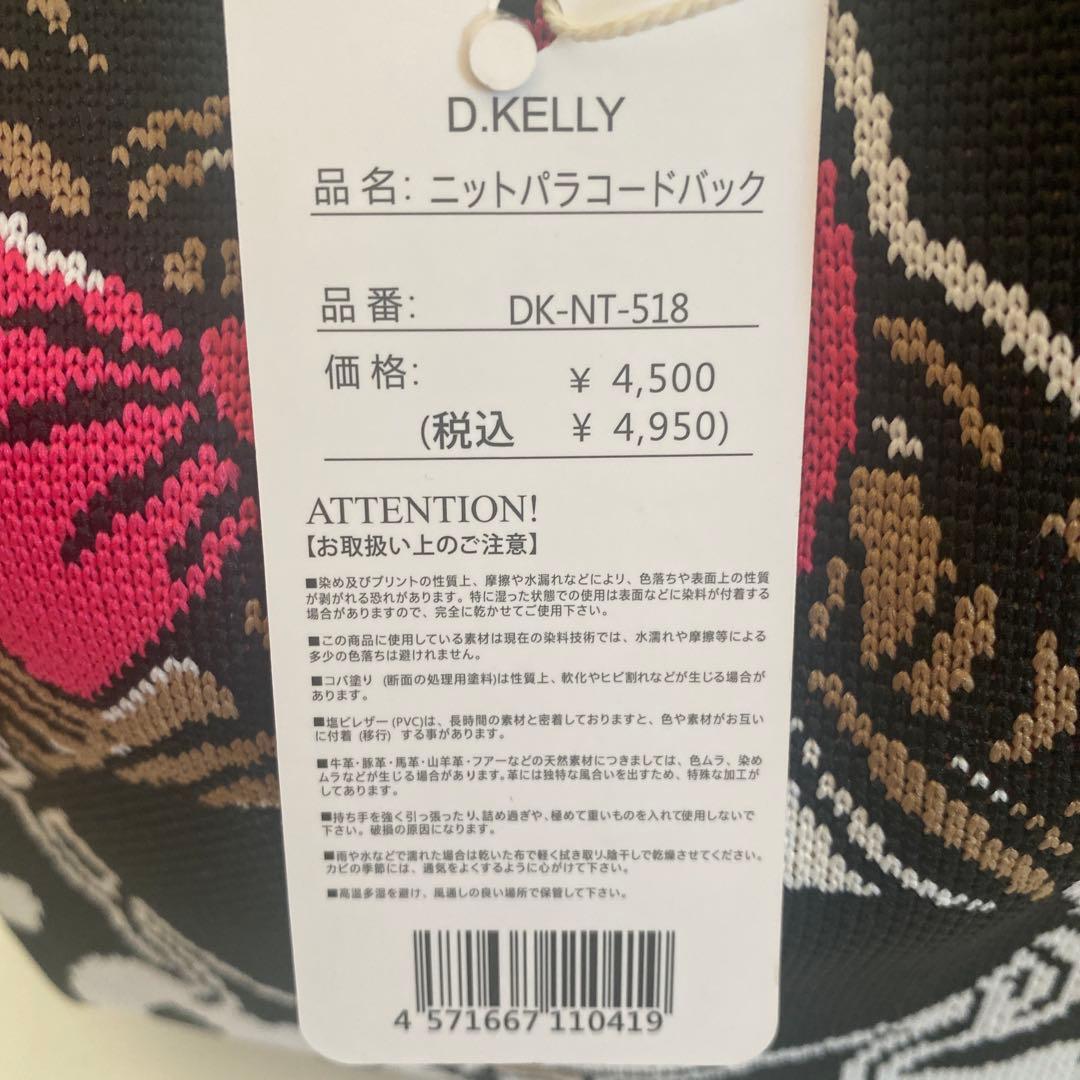 D.KELLY
品名: ニットパラコードバック
品番: DK-NT-518
価格: ¥ 4,500
(税込 ¥ 4,950)
ATTENTION!
【お取扱い上のご注意】
■染め及びプリントの性質上、摩擦や水漏れなどにより、色落ちや表面上の性質
が剥がれる恐れがあります。特に湿った状態での使用は表面などに染料が付着する
場合がありますので、完全に乾かせてご使用下さい。
■この商品に使用している素材は現在の染料技術では、水濡れや摩擦等による
多少の色落ちは避けれません。
■コバ塗り (断面の処理用塗料)は性質上、軟化やヒビ割れなどが生じる場合が
あります。
■塩ビレザー(PVC)は、長時間の素材と密着しておりますと、色や素材がお互い
に付着 (移行) する事があります。
■牛革・豚革・馬革・山羊革・フアーなどの天然素材につきましては、色ムラ、染め
ムラなどが生じる場合があります。革には独特な風合いを出すため、特殊な加工が
してあります。
■持ち手を強く引っ張ったり、詰め過ぎや、極めて重いものを入れて使用しないで
下さい。破損の原因になります。
■雨や水などで濡れた場合は乾いた布で軽く拭き取り、陰干しで乾燥させてください。
カビの季節には、通気をよくするように心がけて下さい。
■高温多湿を避け、風通しの良い場所で保管して下さい。
4 571667 110419